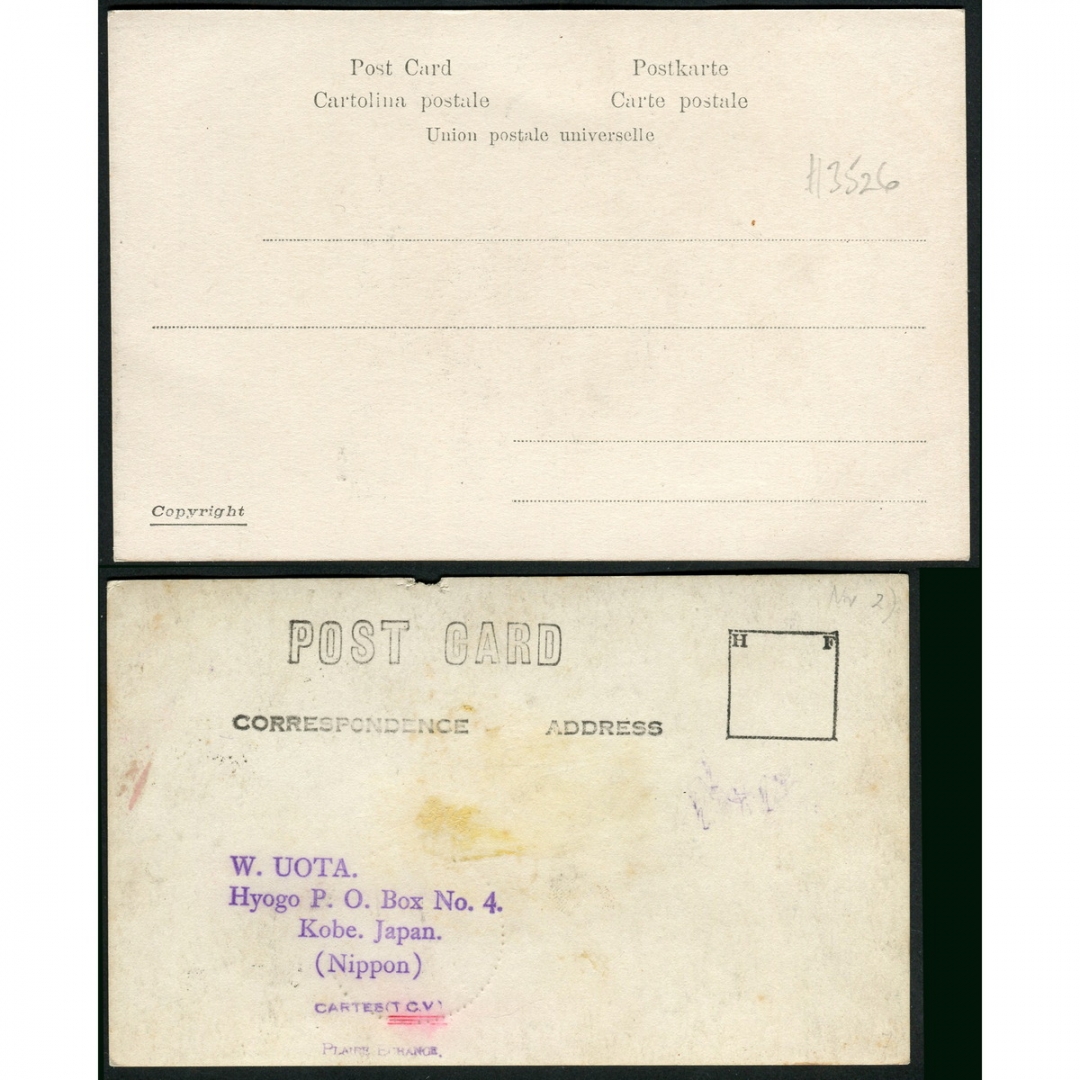 Post Card Postkarte
Cartolina postale Carte postale
Union postale universelle
H3526
Copyright
POST CARD
H F
CORRESPONDENCE ADDRESS
W. UOTA.
Hyogo P. O. Box No. 4.
Kobe. Japan.
(Nippon)
CARTES(T.C.V)